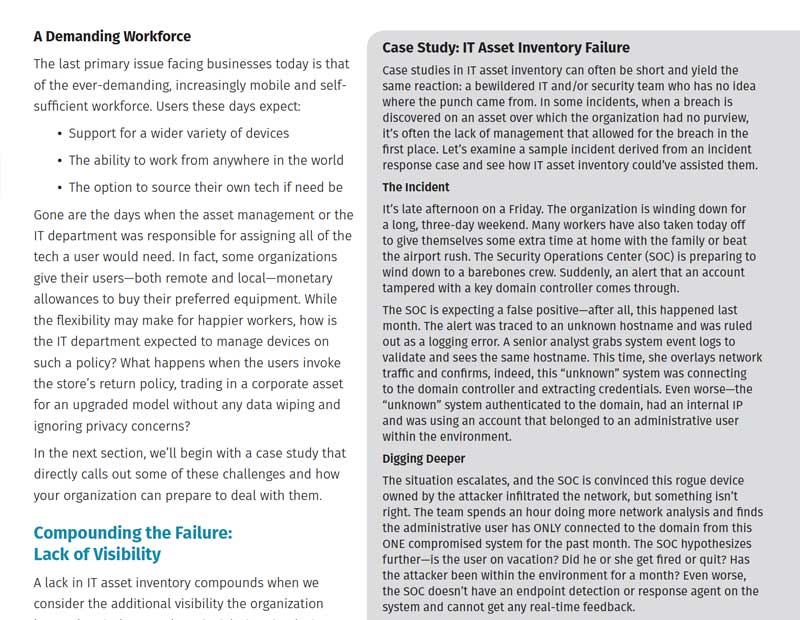 A Demanding Workforce
The last primary issue facing businesses today is that
of the ever-demanding, increasingly mobile and self-
sufficient workforce. Users these days expect:
• Support for a wider variety of devices
• The ability to work from anywhere in the world
• The option to source their own tech if need be
Gone are the days when the asset management or the
IT department was responsible for assigning all of the
tech a user would need. In fact, some organizations
give their users—both remote and local—monetary
allowances to buy their preferred equipment. While
the flexibility may make for happier workers, how is
the IT department expected to manage devices on
such a policy? What happens when the users invoke
the store's return policy, trading in a corporate asset
for an upgraded model without any data wiping and
ignoring privacy concerns?
In the next section, we'll begin with a case study that
directly calls out some of these challenges and how
your organization can prepare to deal with them.
Compounding the Failure:
Lack of Visibility
A lack in IT asset inventory compounds when we
consider the additional visibility the organization
Case Study: IT Asset Inventory Failure
Case studies in IT asset inventory can often be short and yield the
same reaction: a bewildered IT and/or security team who has no idea
where the punch came from. In some incidents, when a breach is
discovered on an asset over which the organization had no purview,
it's often the lack of management that allowed for the breach in the
first place. Let's examine a sample incident derived from an incident
response case and see how IT asset inventory could've assisted them.
The Incident
It's late afternoon on a Friday. The organization is winding down for
a long, three-day weekend. Many workers have also taken today off
to give themselves some extra time at home with the family or beat
the airport rush. The Security Operations Center (SOC) is preparing to
wind down to a barebones crew. Suddenly, an alert that an account
tampered with a key domain controller comes through.
The SOC is expecting a false positive—after all, this happened last
month. The alert was traced to an unknown hostname and was ruled
out as a logging error. A senior analyst grabs system event logs to
validate and sees the same hostname. This time, she overlays network
traffic and confirms, indeed, this “unknown” system was connecting
to the domain controller and extracting credentials. Even worse—the
“unknown” system authenticated to the domain, had an internal IP
and was using an account that belonged to an administrative user
within the environment.
Digging Deeper
The situation escalates, and the SOC is convinced this rogue device
owned by the attacker infiltrated the network, but something isn't
right. The team spends an hour doing more network analysis and finds
the administrative user has ONLY connected to the domain from this
ONE compromised system for the past month. The SOC hypothesizes
further—is the user on vacation? Did he or she get fired or quit? Has
the attacker been within the environment for a month? Even worse,
the SOC doesn't have an endpoint detection or response agent on the
system and cannot get any real-time feedback.